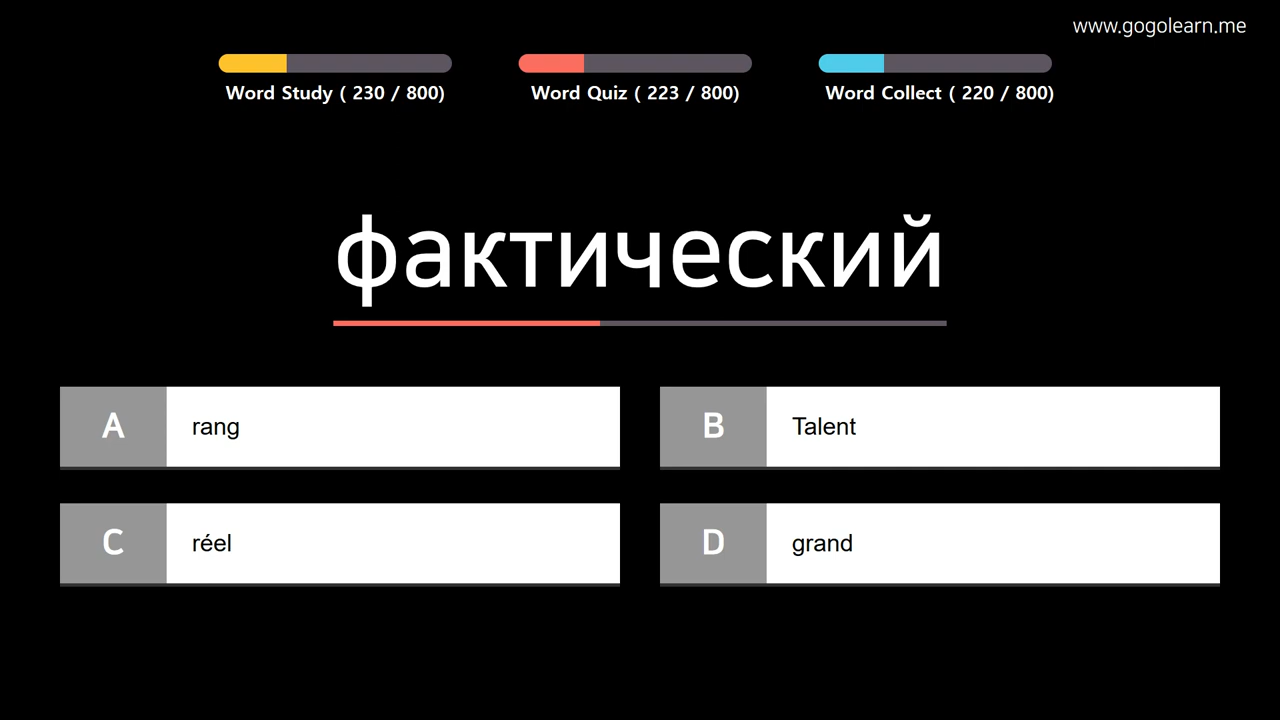 www.gogolearn.me
Word Study ( 230 / 800)
Word Quiz ( 223 / 800)
Word Collect ( 220 / 800)
фактический
A rang
B Talent
C réel
D grand